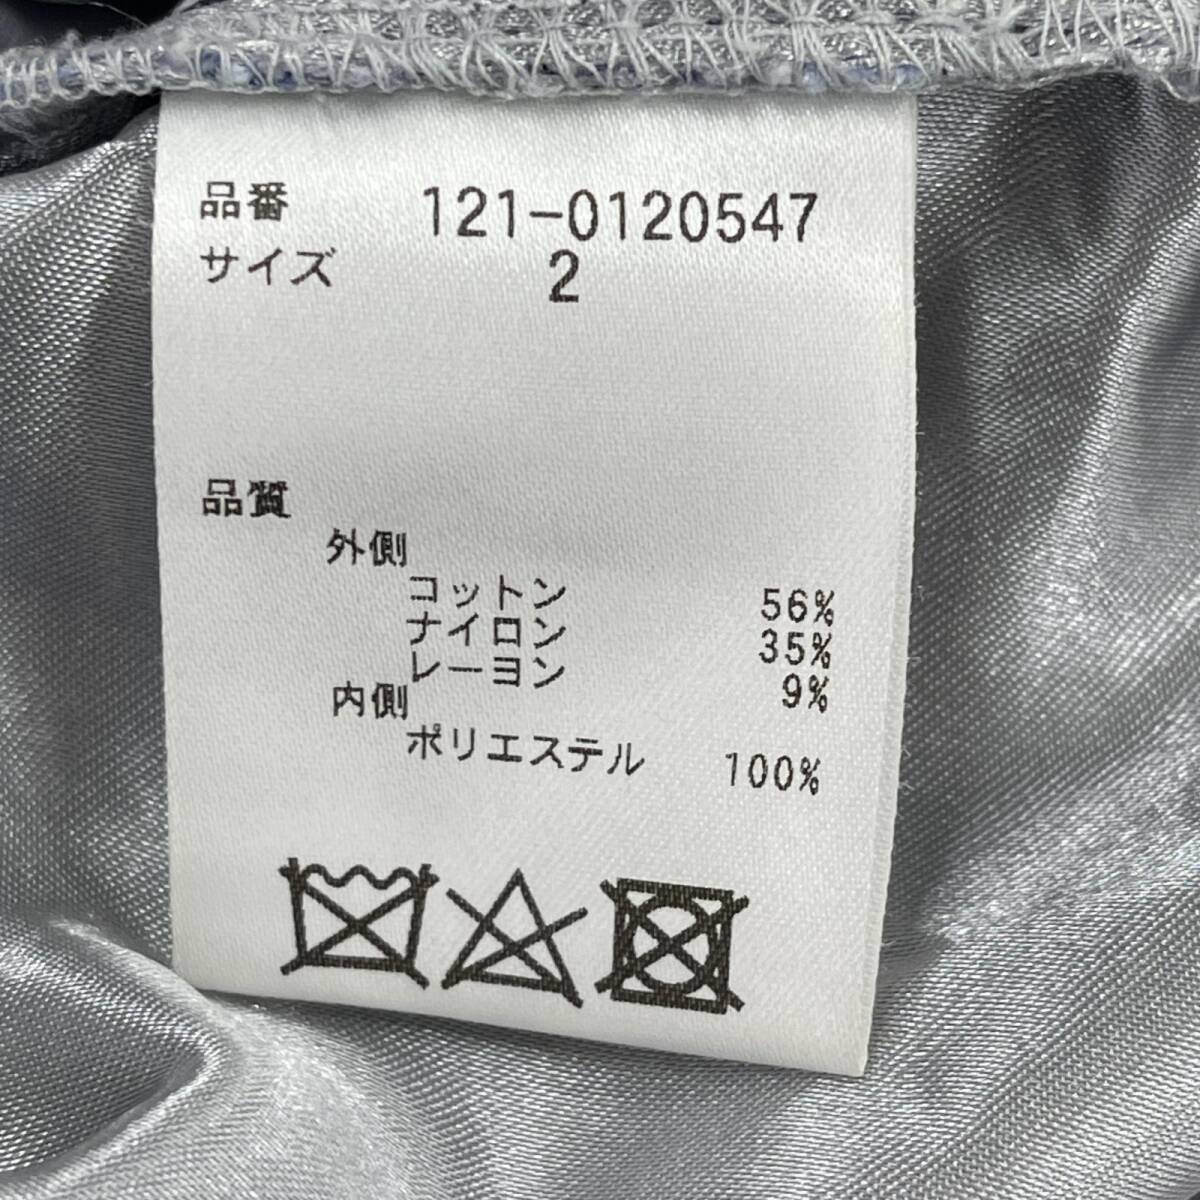 品番 121-0120547
サイズ 2
品質
外側
コットン 56%
ナイロン 35%
レーヨン 9%
内側
ポリエステル 100%